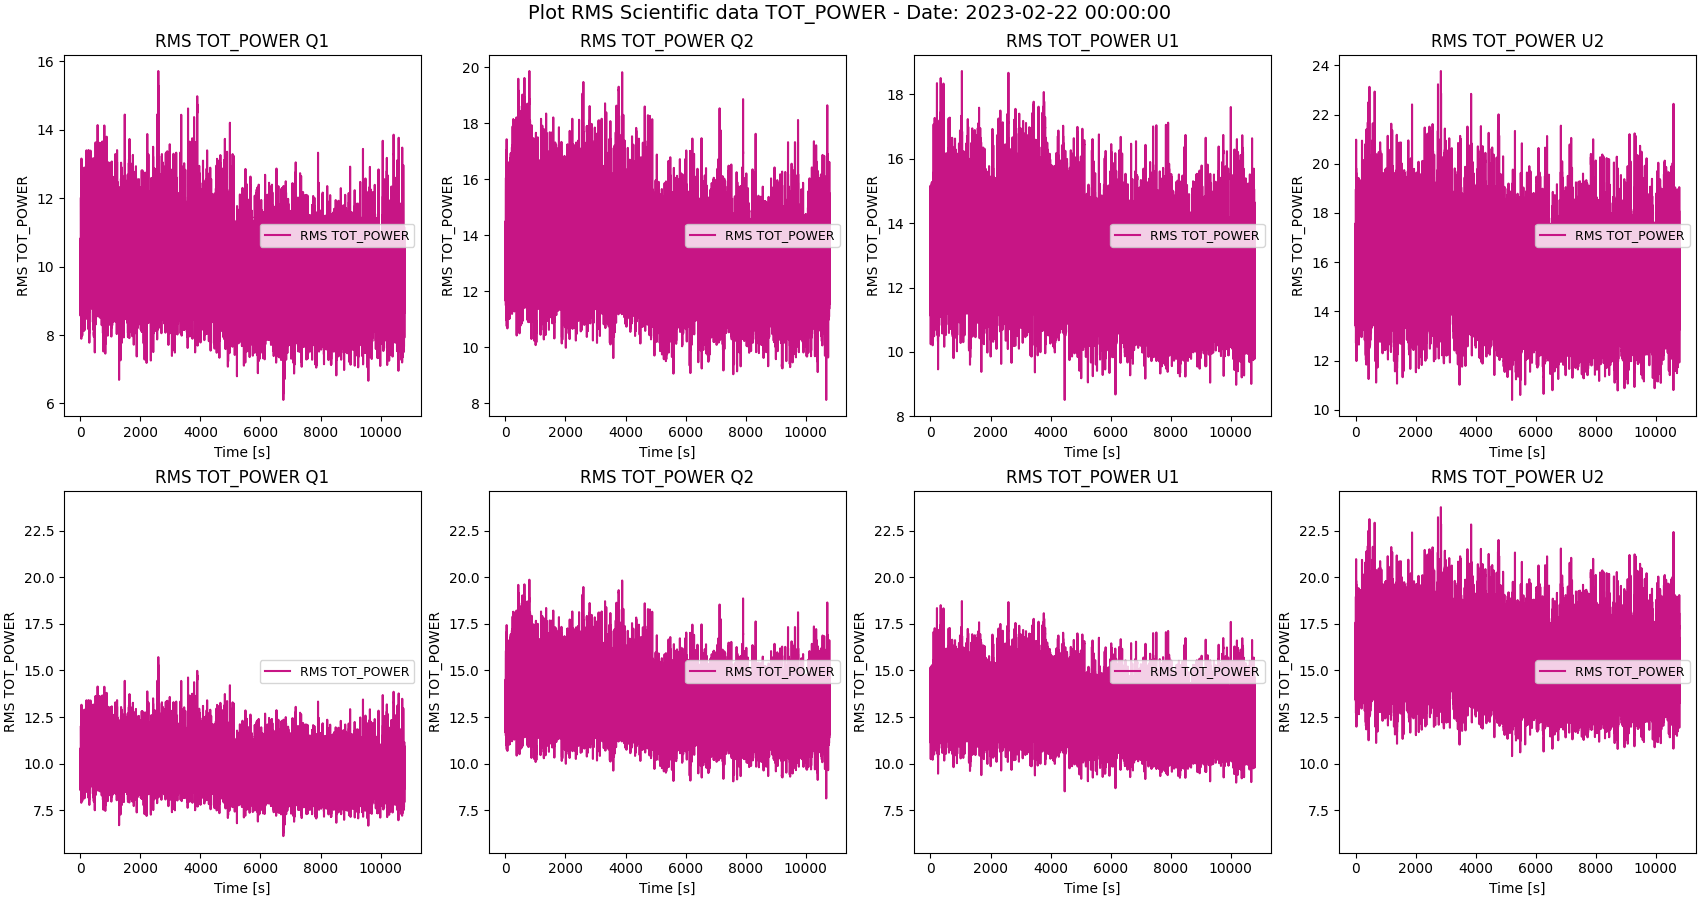 Plot RMS Scientific data TOT_POWER - Date: 2023-02-22 00:00:00
RMS TOT_POWER Q1
RMS TOT_POWER
16
14
12
10
8
6
0 2000 4000 6000 8000 10000
Time [s]
RMS TOT_POWER
RMS TOT_POWER Q2
RMS TOT_POWER
20
18
16
14
12
10
8
0 2000 4000 6000 8000 10000
Time [s]
RMS TOT_POWER
RMS TOT_POWER U1
RMS TOT_POWER
18
16
14
12
10
8
0 2000 4000 6000 8000 10000
Time [s]
RMS TOT_POWER
RMS TOT_POWER U2
RMS TOT_POWER
24
22
20
18
16
14
12
10
0 2000 4000 6000 8000 10000
Time [s]
RMS TOT_POWER
RMS TOT_POWER Q1
RMS TOT_POWER
22.5
20.0
17.5
15.0
12.5
10.0
7.5
0 2000 4000 6000 8000 10000
Time [s]
RMS TOT_POWER
RMS TOT_POWER Q2
RMS TOT_POWER
22.5
20.0
17.5
15.0
12.5
10.0
7.5
0 2000 4000 6000 8000 10000
Time [s]
RMS TOT_POWER
RMS TOT_POWER U1
RMS TOT_POWER
22.5
20.0
17.5
15.0
12.5
10.0
7.5
0 2000 4000 6000 8000 10000
Time [s]
RMS TOT_POWER
RMS TOT_POWER U2
RMS TOT_POWER
22.5
20.0
17.5
15.0
12.5
10.0
7.5
0 2000 4000 6000 8000 10000
Time [s]
RMS TOT_POWER